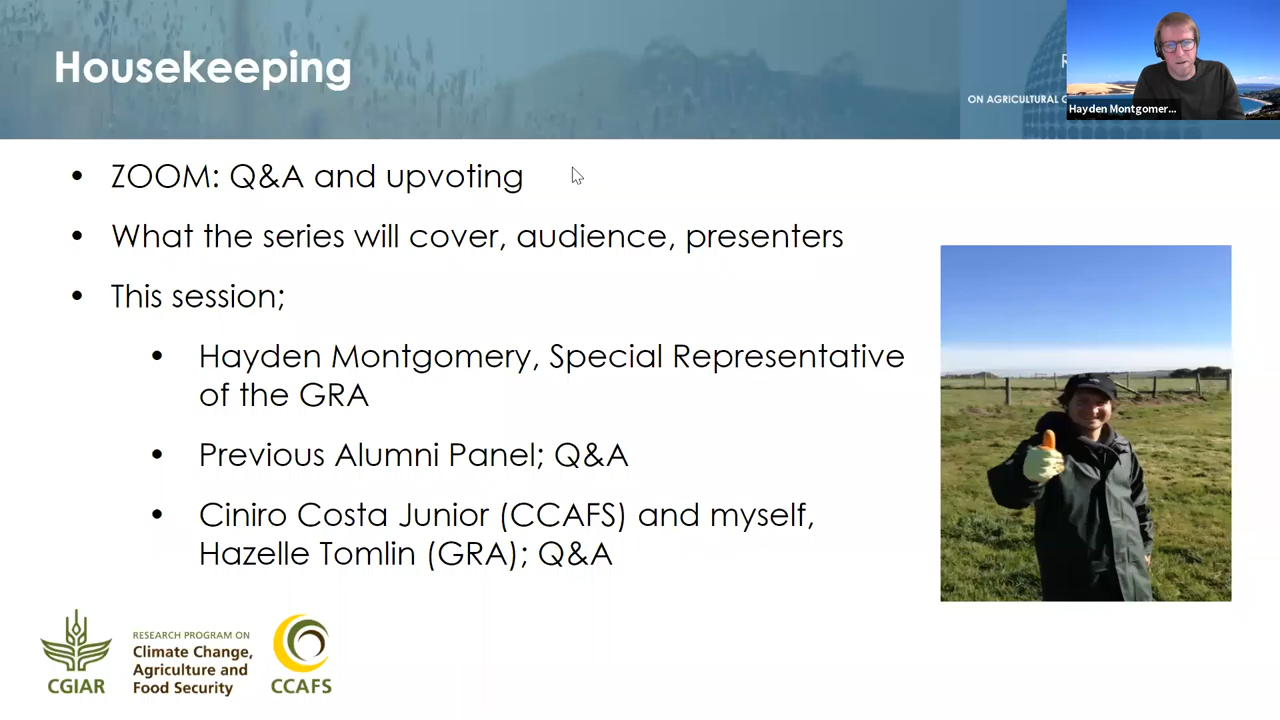 Housekeeping
ON AGRICULTURAL G
Hayden Montgomer...
• ZOOM: Q&A and upvoting
• What the series will cover, audience, presenters
• This session;
• Hayden Montgomery, Special Representative
of the GRA
• Previous Alumni Panel; Q&A
• Ciniro Costa Junior (CCAFS) and myself,
Hazelle Tomlin (GRA); Q&A
CGIAR
RESEARCH PROGRAM ON
Climate Change,
Agriculture and
Food Security
CCAFS